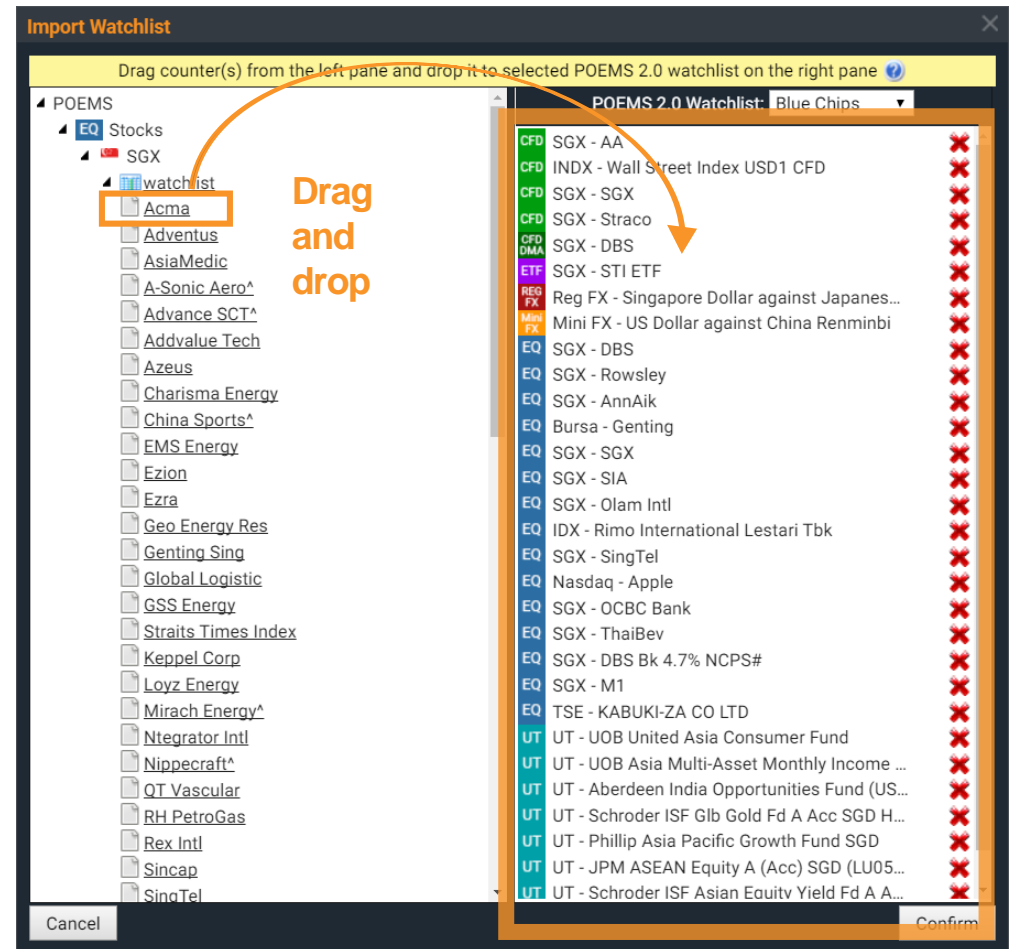 Import Watchlist
Drag counter(s) from the left pane and drop it to selected POEMS 2.0 watchlist on the right pane
POEMS
EQ Stocks
SGX
watchlist
Acma
Adventus
AsiaMedic
A-Sonic Aero^
Advance SCT^
Addvalue Tech
Azeus
Charisma Energy
China Sports^
EMS Energy
Ezion
Ezra
Geo Energy Res
Genting Sing
Global Logistic
GSS Energy
Straits Times Index
Keppel Corp
Loyz Energy
Mirach Energy^
Ntegrator Intl
Nippecraft^
QT Vascular
RH PetroGas
Rex Intl
Sincap
SingTel
Drag
and
drop
POEMS 2.0 Watchlist: Blue Chips
CFD SGX - AA
CFD INDX - Wall Street Index USD1 CFD
CFD SGX - SGX
CFD SGX - Straco
CFD DMA SGX - DBS
ETF SGX - STI ETF
REG FX Reg FX - Singapore Dollar against Japanes...
Mini FX Mini FX - US Dollar against China Renminbi
EQ SGX - DBS
EQ SGX - Rowsley
EQ SGX - AnnAik
EQ Bursa - Genting
EQ SGX - SGX
EQ SGX - SIA
EQ SGX - Olam Intl
EQ IDX - Rimo International Lestari Tbk
EQ SGX - SingTel
EQ Nasdaq - Apple
EQ SGX - OCBC Bank
EQ SGX - ThaiBev
EQ SGX - DBS Bk 4.7% NCPS#
EQ SGX - M1
EQ TSE - KABUKI-ZA CO LTD
UT UT - UOB United Asia Consumer Fund
UT UT - UOB Asia Multi-Asset Monthly Income ...
UT UT - Aberdeen India Opportunities Fund (US...
UT UT - Schroder ISF Glb Gold Fd A Acc SGD H...
UT UT - Phillip Asia Pacific Growth Fund SGD
UT UT - JPM ASEAN Equity A (Acc) SGD (LU05...
UT UT - Schroder ISF Asian Equity Yield Fd A A...
Cancel
Confirm